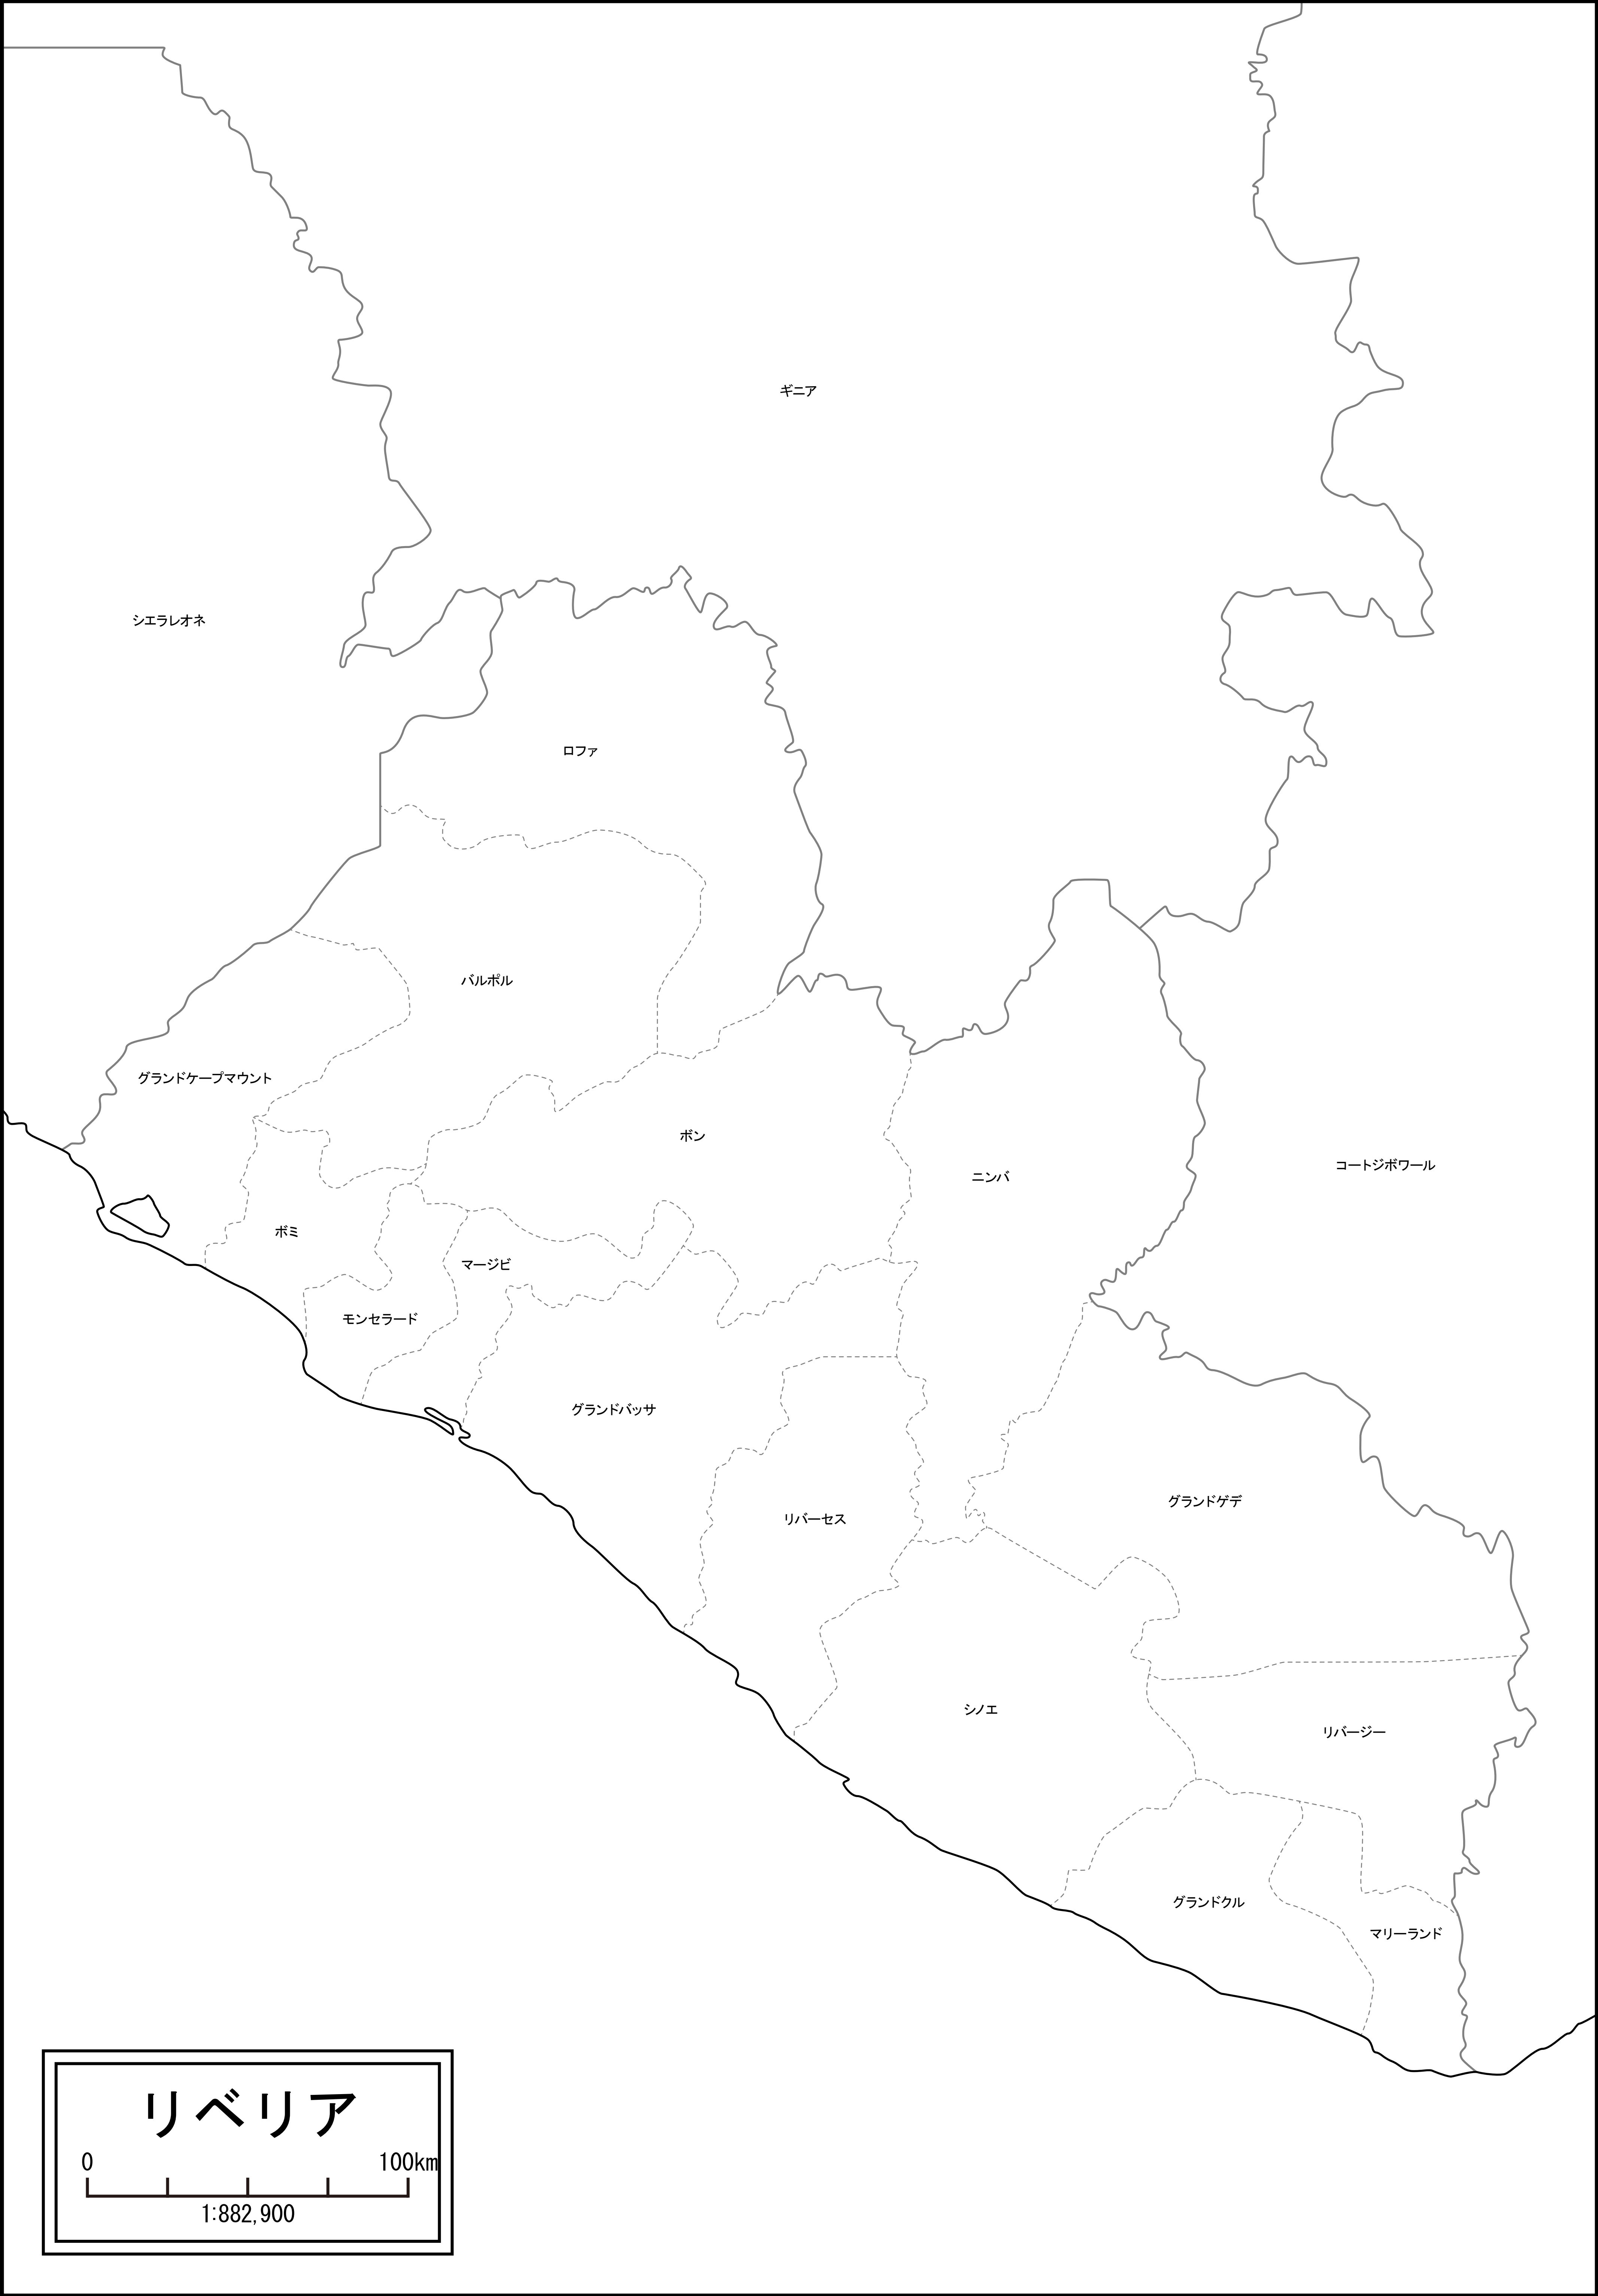 ギニア
シエラレオネ
ロファ
バルポル
グランドケープマウント
ボン
コートジボワール
ニンバ
ボミ
マージビ
モンセラード
グランドバッサ
グランドゲデ
リバーセス
シノエ
リバージー
グランドクル
マリーランド
リベリア
0 100km
1:882,900